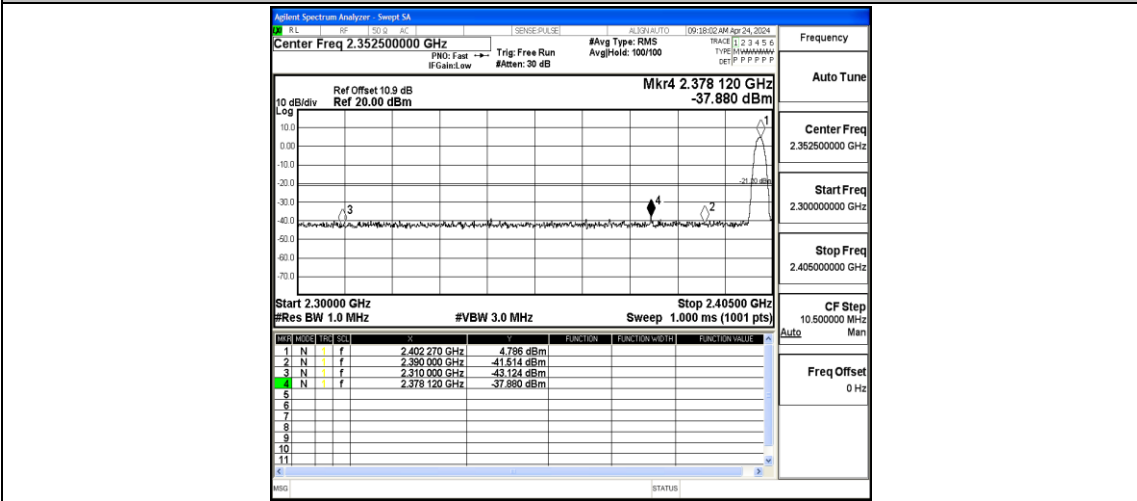 Agilent Spectrum Analyzer - Swept SA
RL RF 50 Ω AC SENSE:PULSE ALIGN AUTO 09:18:02 AM Apr 24, 2024
Center Freq 2.352500000 GHz
PNO: Fast
IFGain:Low
Trig: Free Run
#Atten: 30 dB
#Avg Type: RMS
Avg|Hold: 100/100
TRACE 1 2 3 4 5 6
TYPE M
DET P P P P P P
Frequency
Auto Tune
Center Freq
2.352500000 GHz
Start Freq
2.300000000 GHz
Stop Freq
2.405000000 GHz
CF Step
10.500000 MHz
Auto Man
Freq Offset
0 Hz
Mkr4 2.378 120 GHz
-37.880 dBm
Ref Offset 10.9 dB
10 dB/div Ref 20.00 dBm
Log
10.0
0.00
-10.0
-20.0
-30.0
-40.0
-50.0
-60.0
-70.0
1
2
3
4
Start 2.30000 GHz Stop 2.40500 GHz
#Res BW 1.0 MHz #VBW 3.0 MHz Sweep 1.000 ms (1001 pts)
MKR MODE TRC SCL X Y FUNCTION FUNCTION WIDTH FUNCTION VALUE
1 N 1 f 2.402 270 GHz 4.786 dBm
2 N 1 f 2.390 000 GHz -41.514 dBm
3 N 1 f 2.310 000 GHz -43.124 dBm
4 N 1 f 2.378 120 GHz -37.880 dBm
5
6
7
8
9
10
11
MSG STATUS